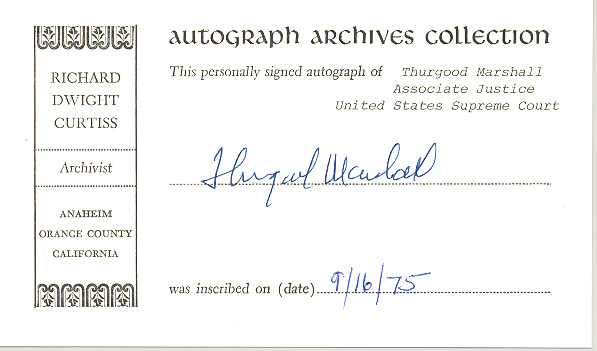 RICHARD
DWIGHT
CURTISS
Archivist
ANAHEIM
ORANGE COUNTY
CALIFORNIA
autograph archives collection
This personally signed autograph of Thurgood Marshall
Associate Justice
United States Supreme Court
Thurgood Marshall
was inscribed on (date) 9/16/75